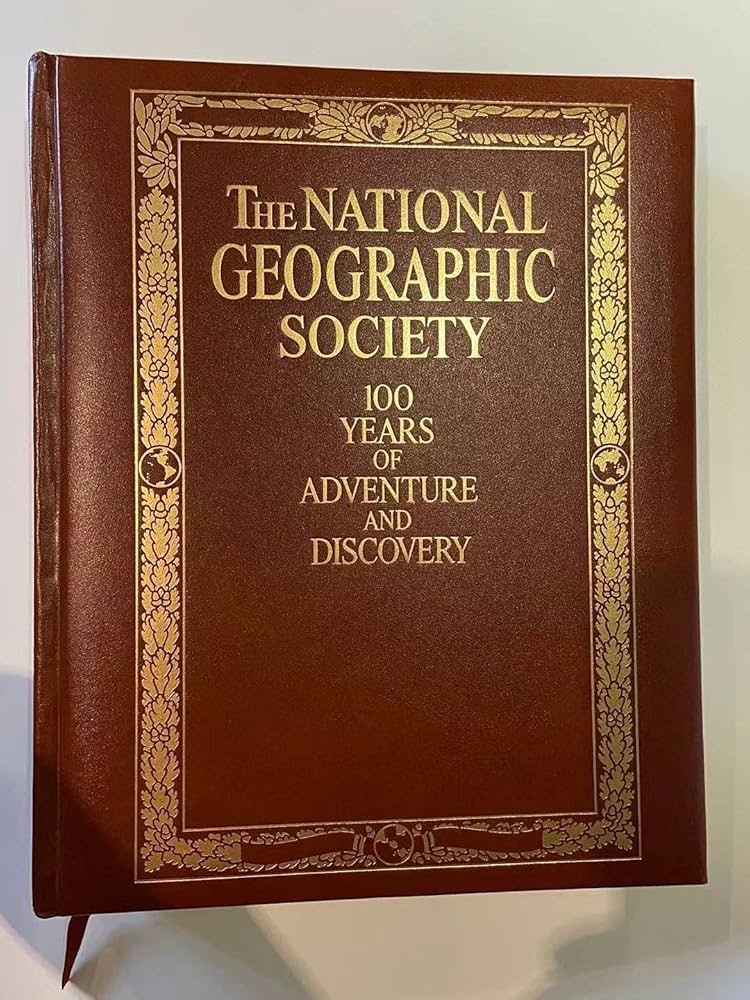 THE NATIONAL
GEOGRAPHIC
SOCIETY
100
YEARS
OF
ADVENTURE
AND
DISCOVERY